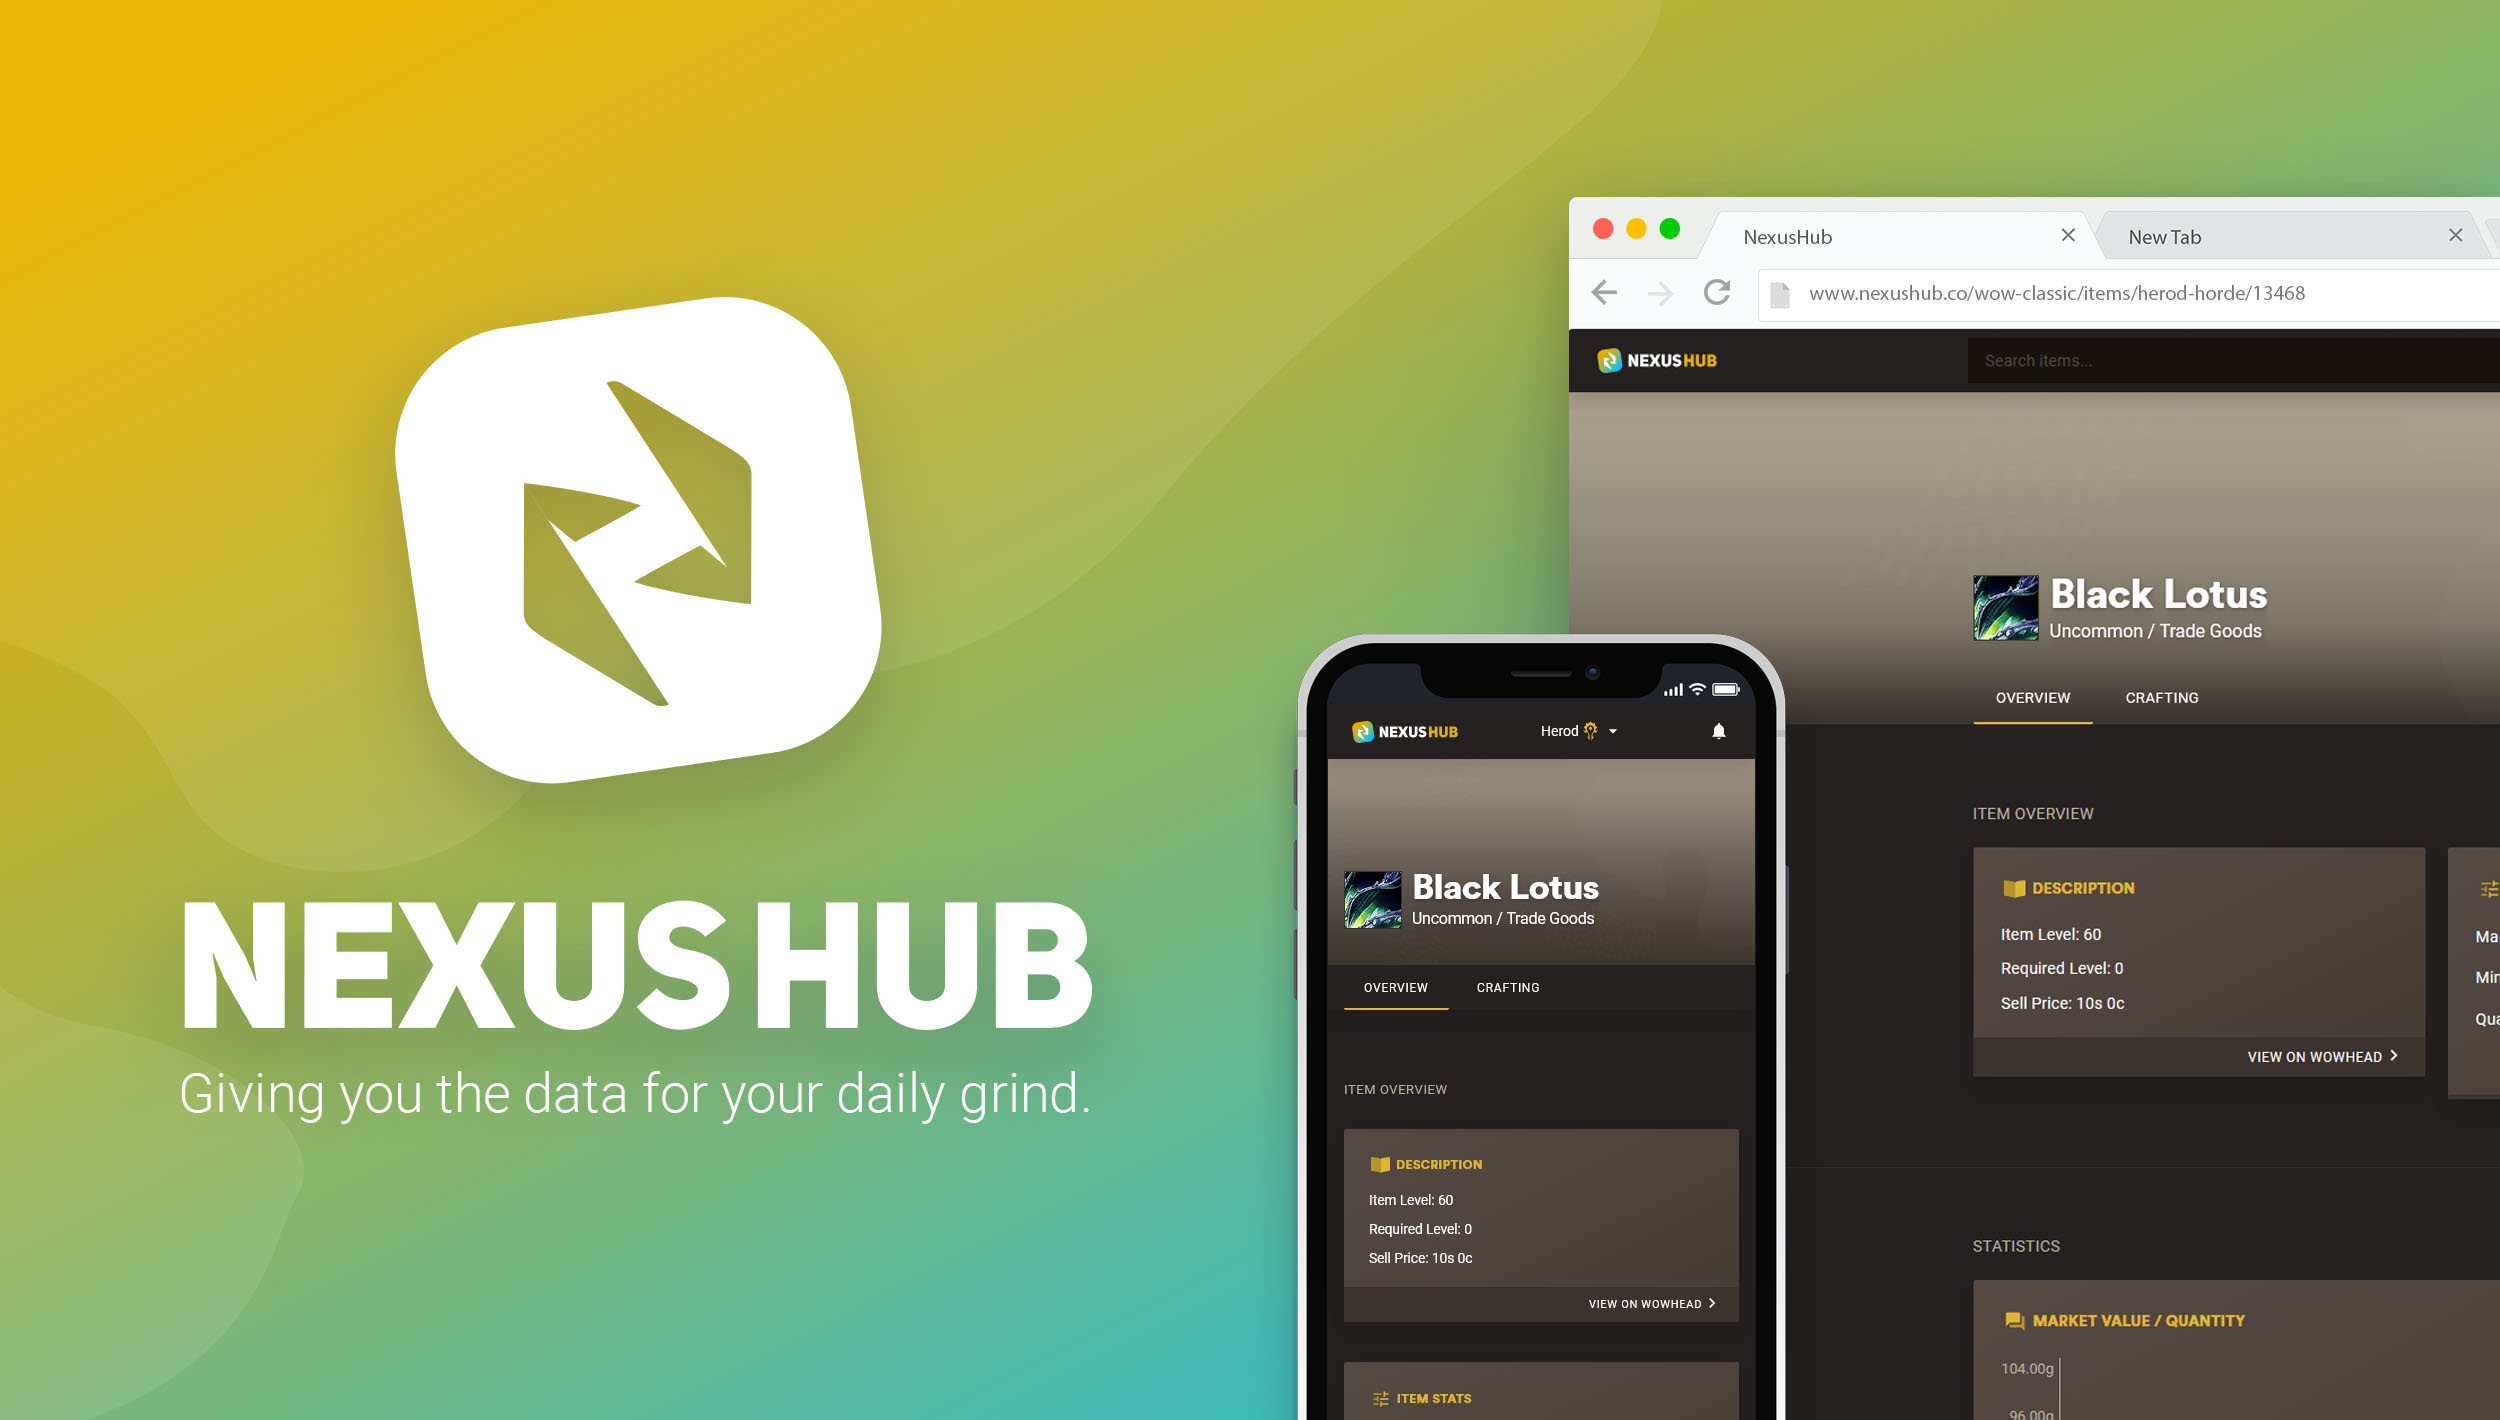 NEXUSHUB
Giving you the data for your daily grind.
NexusHub
New Tab
www.nexushub.co/wow-classic/items/herod-horde/13468
NEXUSHUB
Search items...
Black Lotus
Uncommon / Trade Goods
OVERVIEW CRAFTING
ITEM OVERVIEW
DESCRIPTION
Item Level: 60
Required Level: 0
Sell Price: 10s 0c
VIEW ON WOWHEAD
Ma
Min
Qua
STATISTICS
MARKET VALUE / QUANTITY
104.00g
96.00g
NEXUSHUB
Herod
Black Lotus
Uncommon / Trade Goods
OVERVIEW CRAFTING
ITEM OVERVIEW
DESCRIPTION
Item Level: 60
Required Level: 0
Sell Price: 10s 0c
VIEW ON WOWHEAD
ITEM STATS